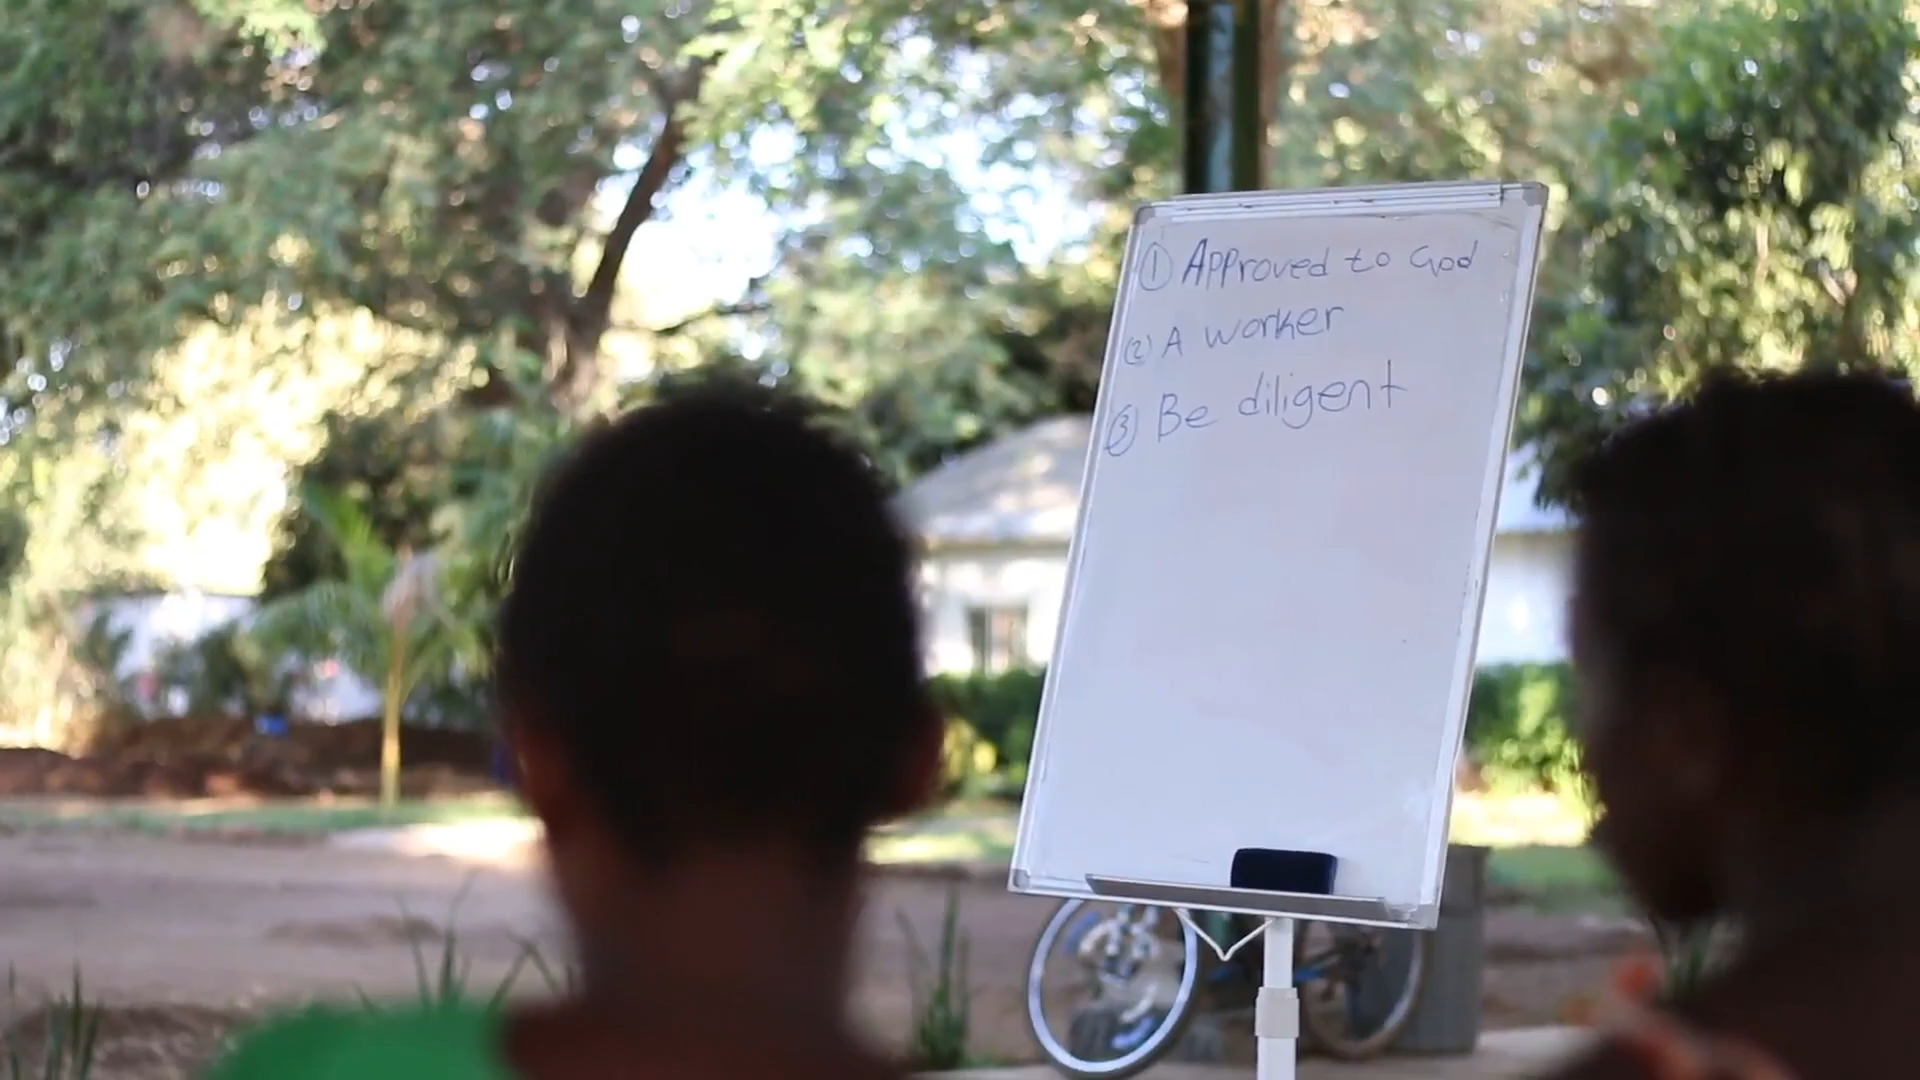 ① Approved to God
② A worker
③ Be diligent